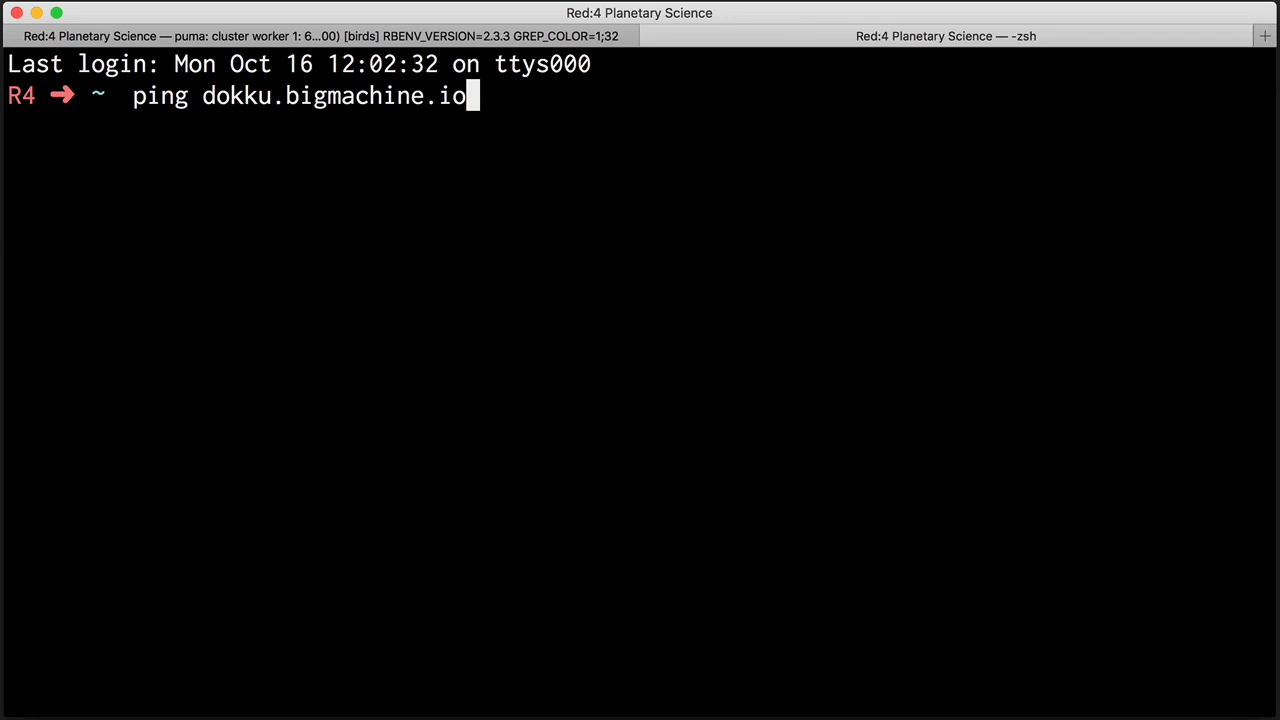 Red:4 Planetary Science
Red:4 Planetary Science — puma: cluster worker 1: 6...00) [birds] RBENV_VERSION=2.3.3 GREP_COLOR=1;32
Red:4 Planetary Science — -zsh
+
Last login: Mon Oct 16 12:02:32 on ttys000
R4 ➜ ~ ping dokku.bigmachine.io